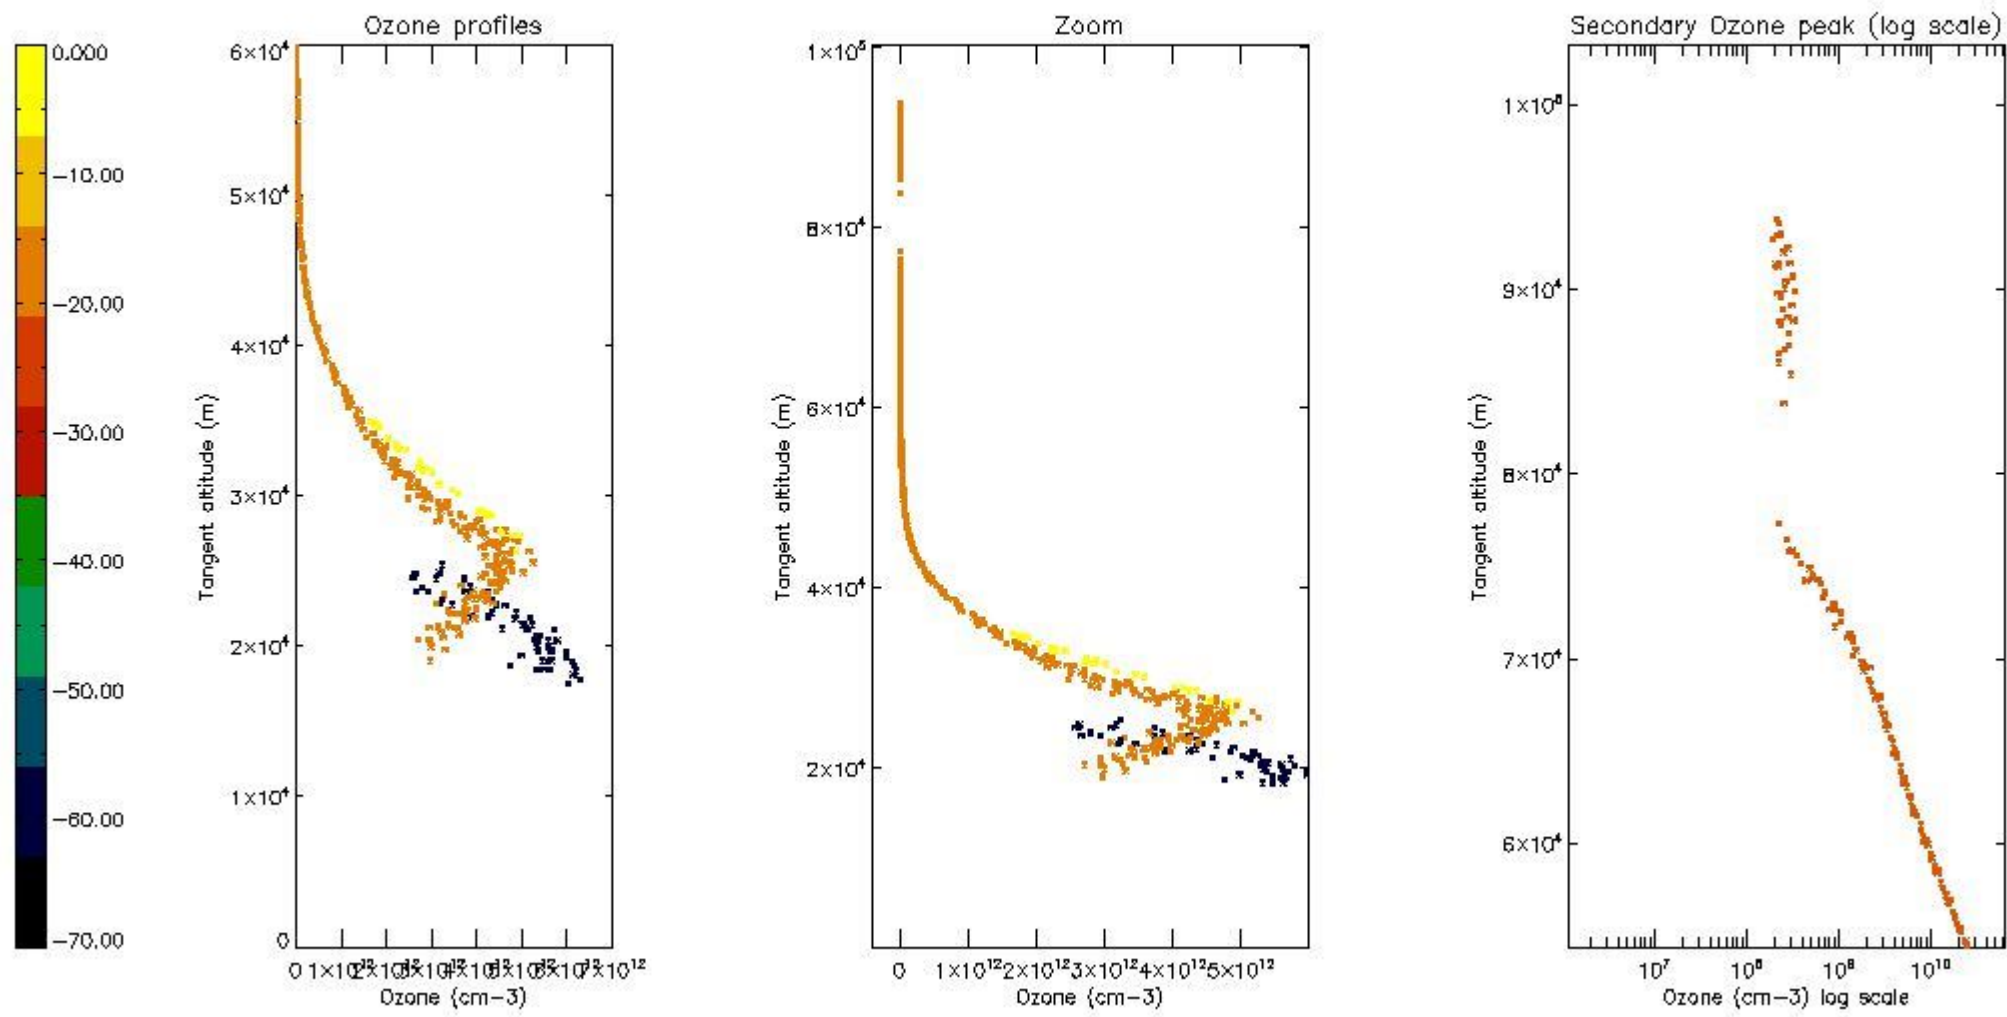 Ozone profiles
Zoom
Secondary Ozone peak (log scale)
0.000
−10.00
−20.00
−30.00
−40.00
−50.00
−60.00
−70.00
6×10⁴
5×10⁴
4×10⁴
3×10⁴
2×10⁴
1×10⁴
0
Tangent altitude (m)
Ozone (cm−3)
1×10⁵
8×10⁴
6×10⁴
4×10⁴
2×10⁴
Tangent altitude (m)
0 1×10¹² 2×10¹² 3×10¹² 4×10¹² 5×10¹²
Ozone (cm−3)
9×10⁴
8×10⁴
7×10⁴
6×10⁴
Tangent altitude (m)
10⁷ 10⁸ 10⁹ 10¹⁰
Ozone (cm−3) log scale